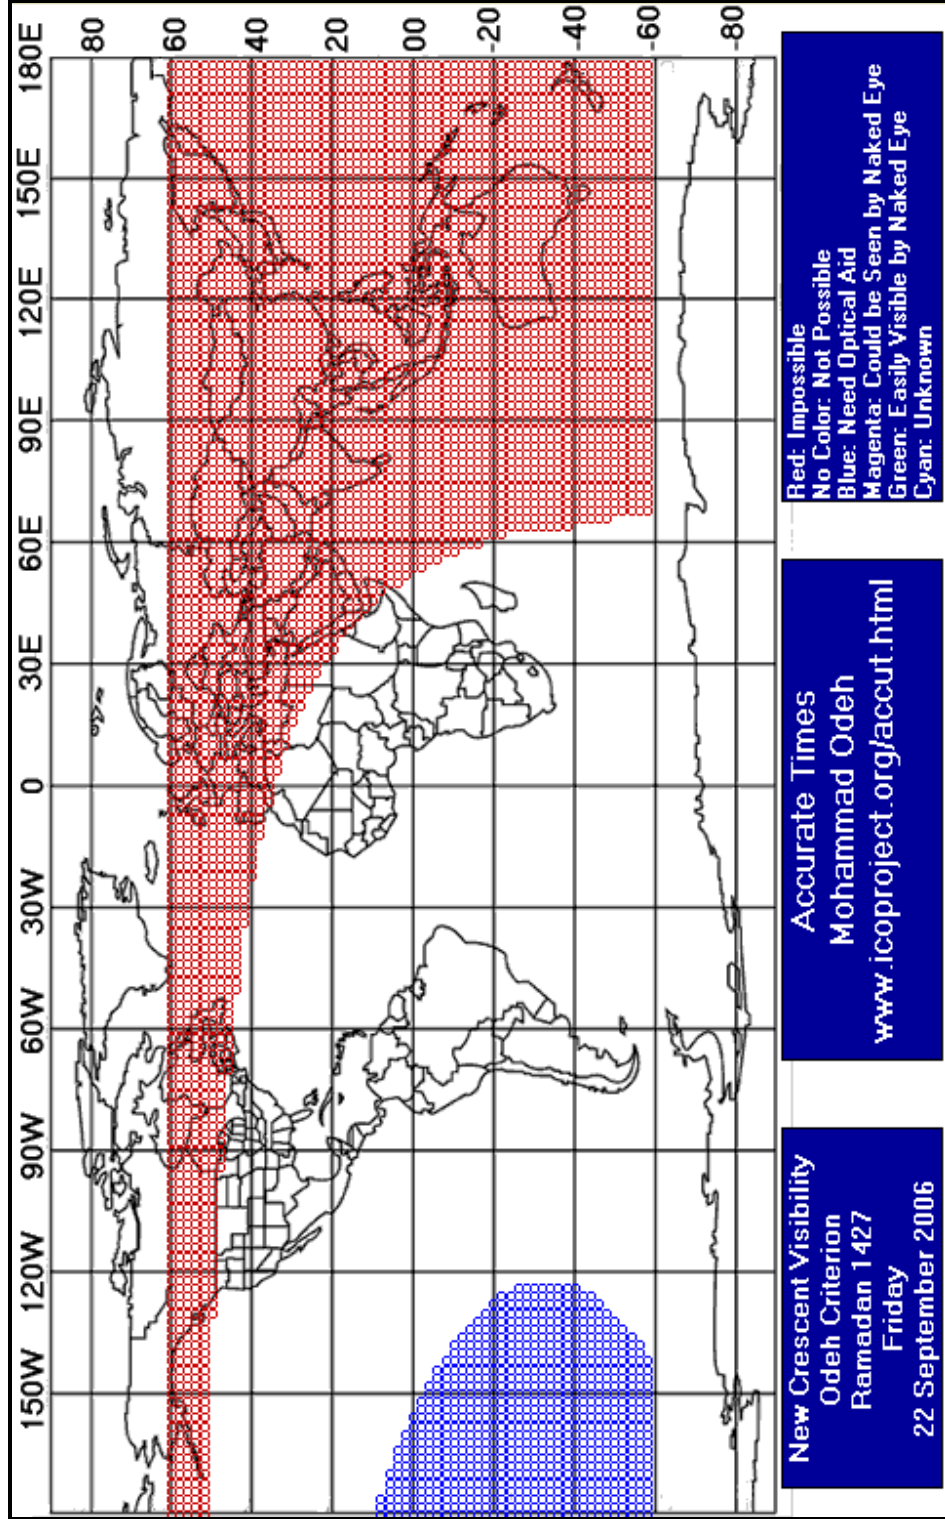 150W 120W 90W 60W 30W 0 30E 60E 90E 120E 150E 180E
80
60
40
20
00
-20
-40
-60
-80
New Crescent Visibility
Odeh Criterion
Ramadan 1427
Friday
22 September 2006
Accurate Times
Mohammad Odeh
www.icoproject.org/accut.html
Red: Impossible
No Color: Not Possible
Blue: Need Optical Aid
Magenta: Could be Seen by Naked Eye
Green: Easily Visible by Naked Eye
Cyan: Unknown